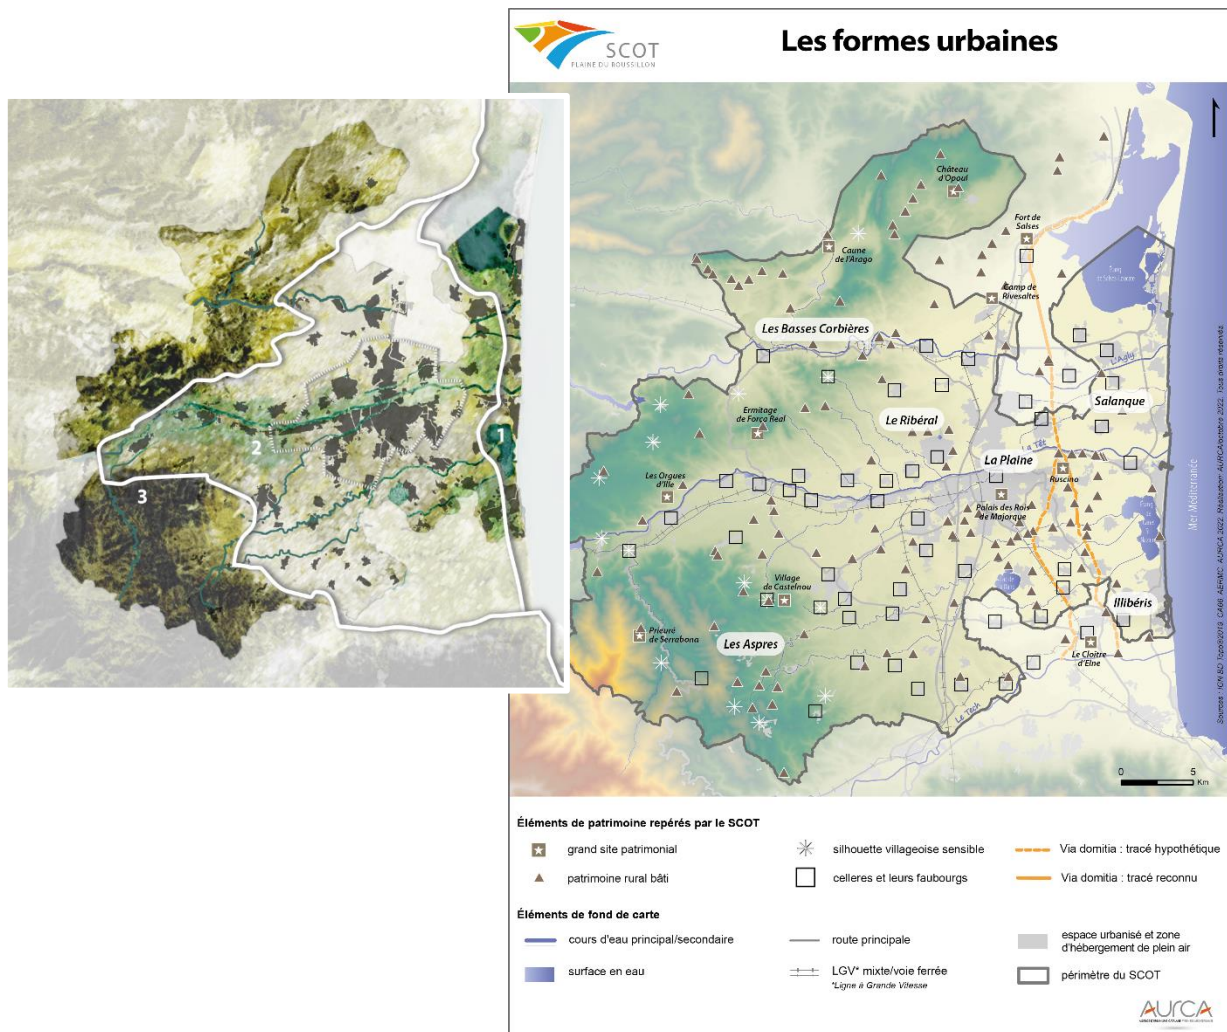 SCOT
PLAINE DU ROUSSILLON
Les formes urbaines
1
2
3
Château
d'Opoul
Fort de
Salses
Caune
de l'Arago
Camp de
Rivesaltes
Les Basses Corbières
L'Agly
Salanque
Ermitage
de Força Real
Le Ribéral
La Têt
La Plaine
Ruscino
Les Orgues
d'Ille
Palais des Rois
de Majorque
Mer Méditerranée
Village
de Castelnou
Illibéris
Prieuré
de Serrabona
Les Aspres
Le Cloître
d'Elne
Le Tech
0 5
Km
Éléments de patrimoine repérés par le SCOT
grand site patrimonial
silhouette villageoise sensible
Via domitia : tracé hypothétique
patrimoine rural bâti
celleres et leurs faubourgs
Via domitia : tracé reconnu
Éléments de fond de carte
cours d'eau principal/secondaire
route principale
espace urbanisé et zone
d'hébergement de plein air
surface en eau
LGV* mixte/voie ferrée
*Ligne à Grande Vitesse
périmètre du SCOT
AURCA